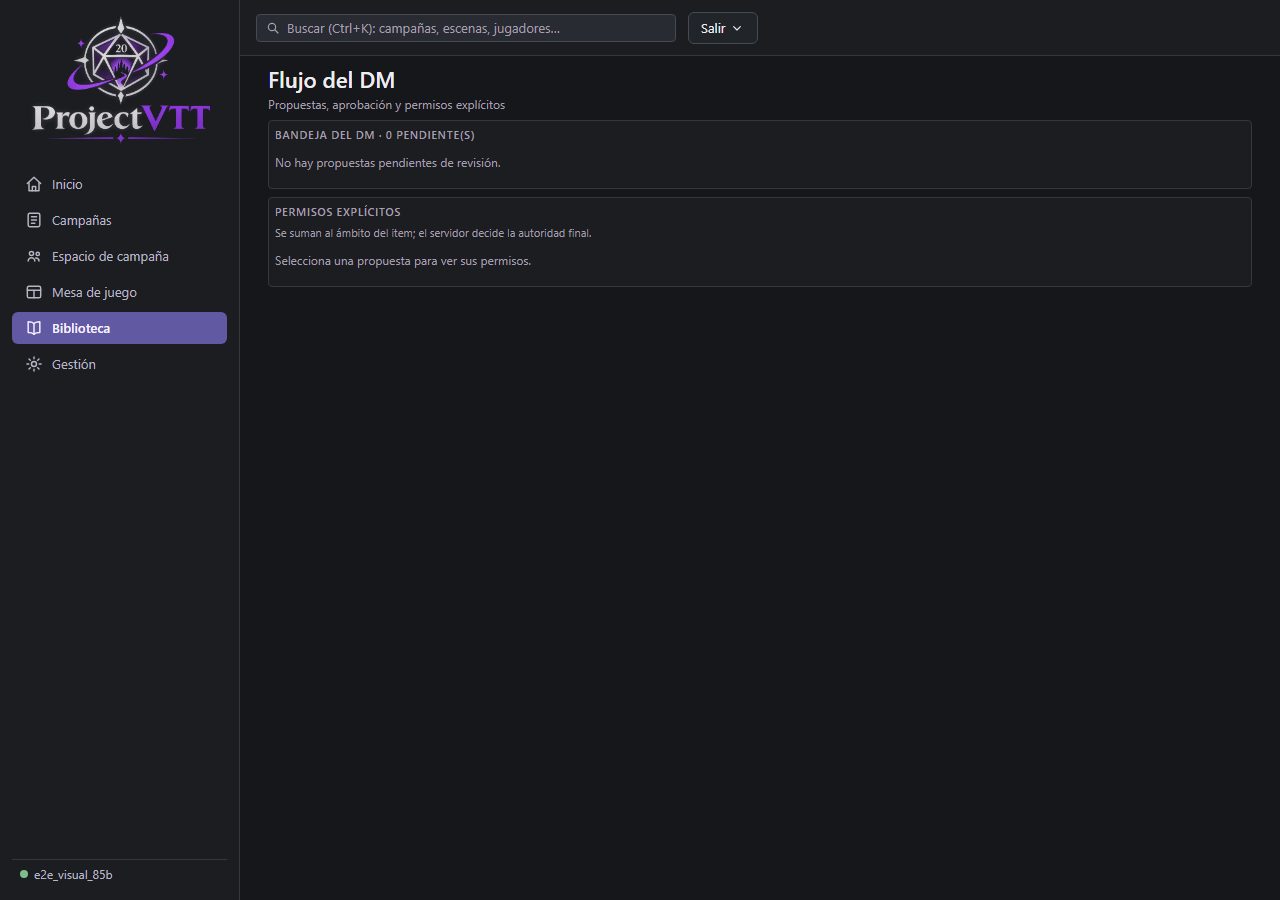 20
ProjectVTT
Buscar (Ctrl+K): campañas, escenas, jugadores...
Salir
Inicio
Campañas
Espacio de campaña
Mesa de juego
Biblioteca
Gestión
Flujo del DM
Propuestas, aprobación y permisos explícitos
BANDEJA DEL DM · 0 PENDIENTE(S)
No hay propuestas pendientes de revisión.
PERMISOS EXPLÍCITOS
Se suman al ámbito del ítem; el servidor decide la autoridad final.
Selecciona una propuesta para ver sus permisos.
e2e_visual_85b